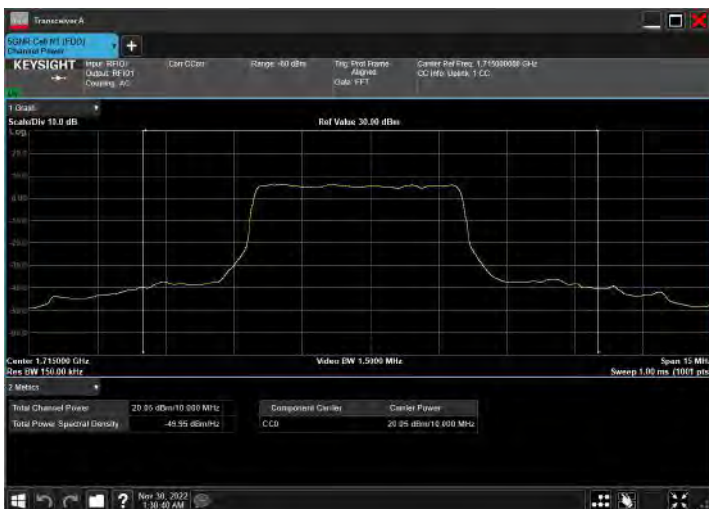 Transceiver A
5GNR-Cell #1 (FDD)
Channel Power
+
KEYSIGHT
Input: RFIO1
Output: RFIO1
Coupling: AC
Corr CCorr
Range: -60 dBm
Trig: Prot Frame
Aligned
Gate: FFT
Carrier Ref Freq: 1.715000000 GHz
CC Info: Uplink, 1 CC
1 Graph
Scale/Div 10.0 dB
Ref Value 30.00 dBm
Log
20.0
10.0
0.00
-10.0
-20.0
-30.0
-40.0
-60.0
Center 1.715000 GHz
Video BW 1.5000 MHz
Span 15 MHz
Res BW 150.00 kHz
Sweep 1.00 ms (1001 pts
2 Metrics
Total Channel Power
20.05 dBm/10.000 MHz
Total Power Spectral Density
-49.95 dBm/Hz
Component Carrier
Carrier Power
CC0
20.05 dBm/10.000 MHz
?
Nov 30, 2022
1:30:40 AM